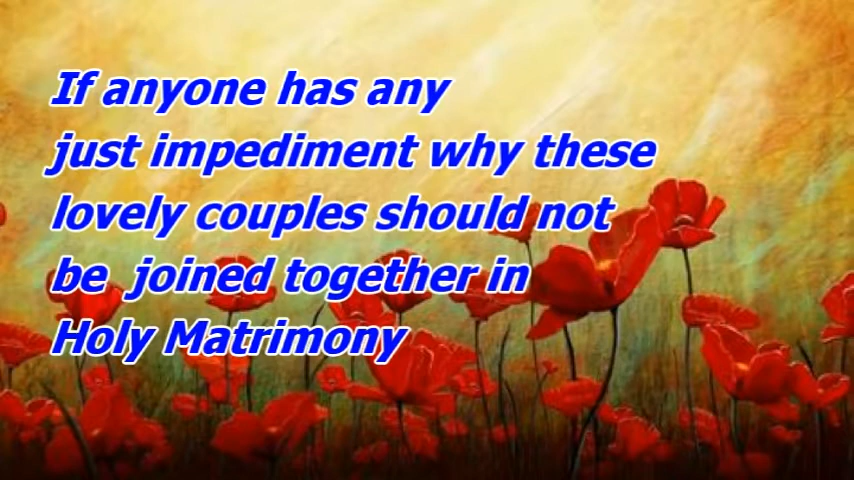 If anyone has any
just impediment why these
lovely couples should not
be  joined together in
Holy Matrimony